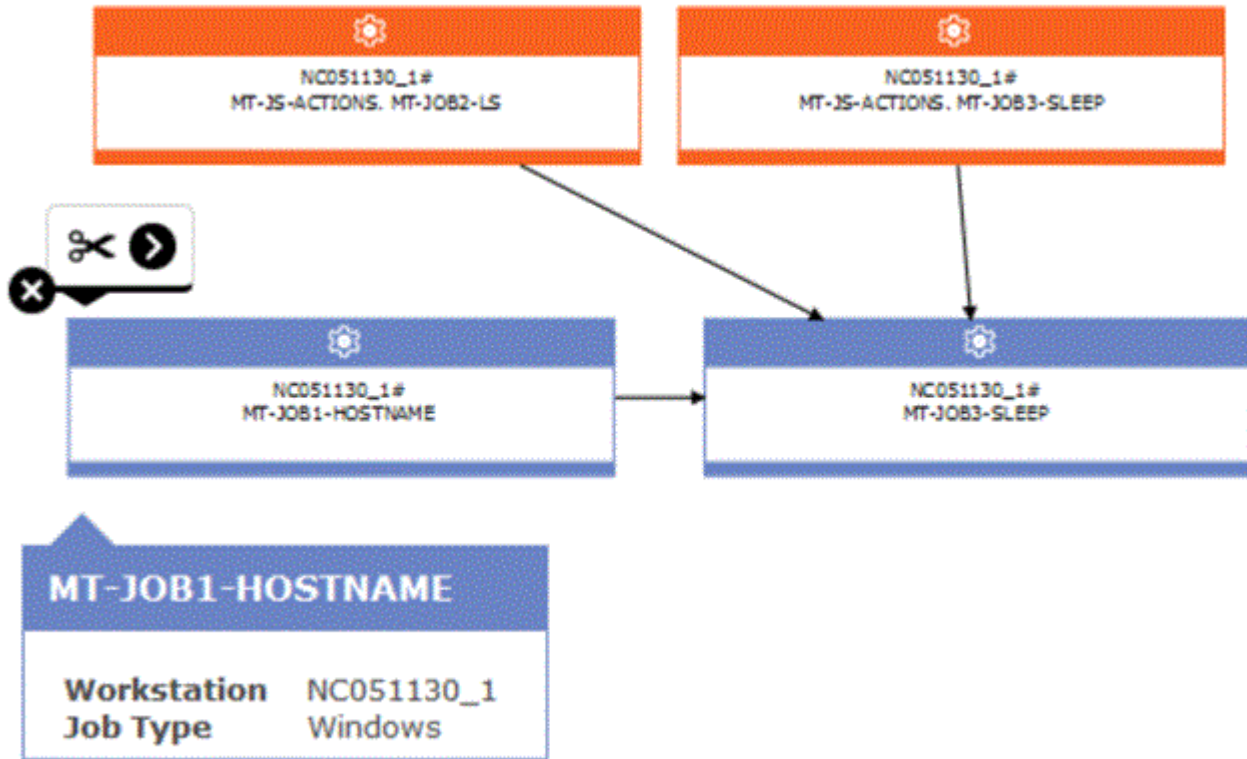 NC051130_1#
MT-JS-ACTIONS. MT-JOB2-LS
NC051130_1#
MT-JS-ACTIONS. MT-JOB3-SLEEP
NC051130_1#
MT-JOB1-HOSTNAME
NC051130_1#
MT-JOB3-SLEEP
MT-JOB1-HOSTNAME
Workstation NC051130_1
Job Type Windows